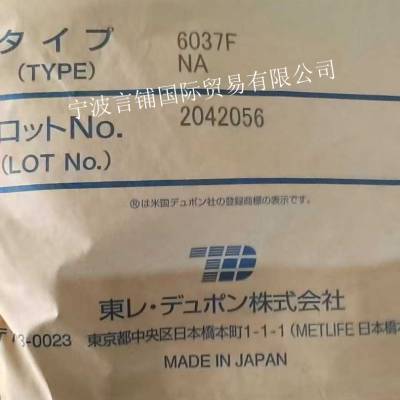 タイプ 6037F
(TYPE) NA
宁波言铺国际贸易有限公司
ロットNo. 2042056
(LOT No.)
Ⓡは米国デュポン社の登録商標の表示です。
東レ・デュポン株式会社
3-0023 東京都中央区日本橋本町1-1-1(METLIFE 日本橋本
MADE IN JAPAN